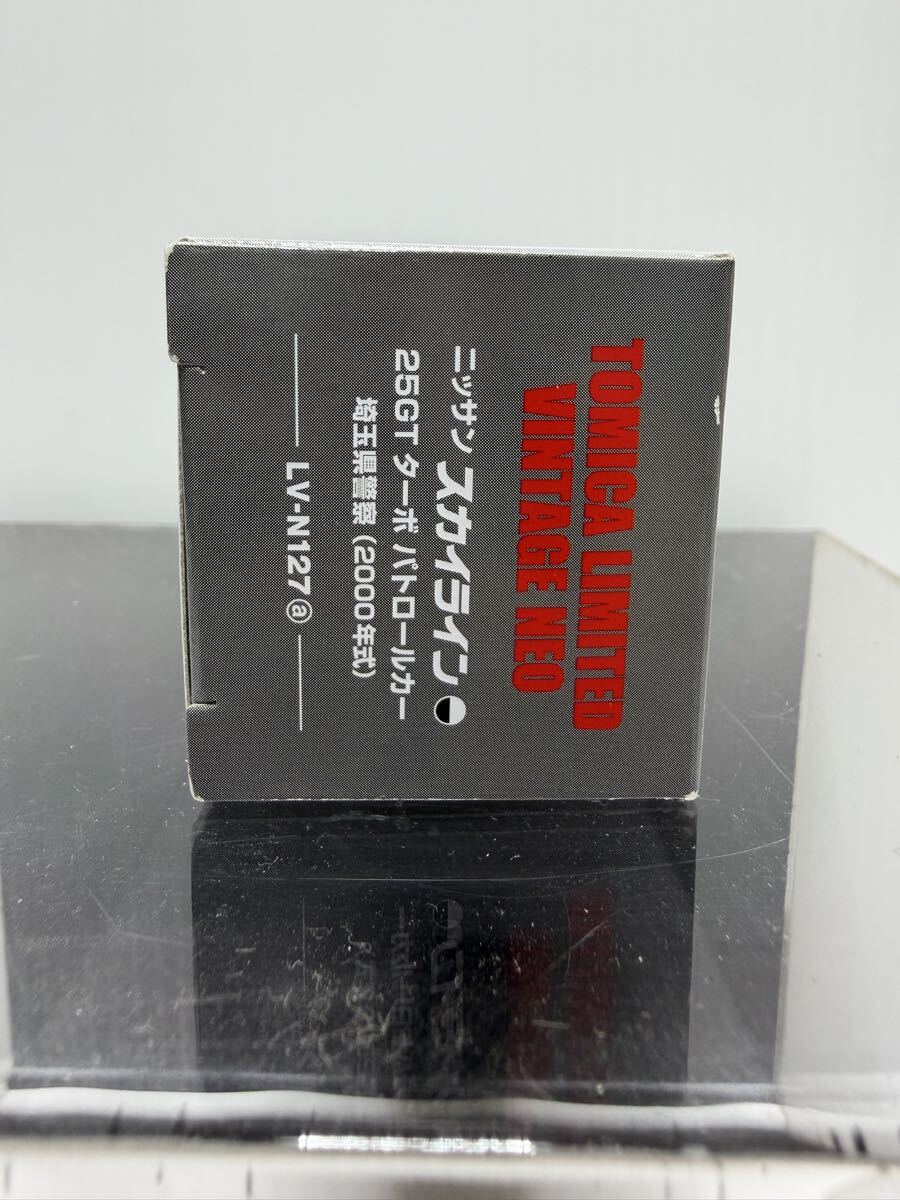 TOMICA LIMITED
VINTAGE NEO
ニッサン スカイライン
25GT ターボ パトロールカー
埼玉県警察 (2000年式)
LV-N127ⓐ